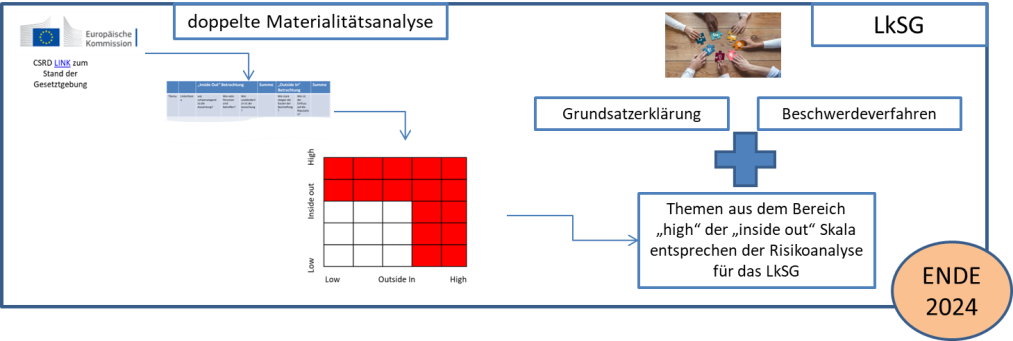 doppelte Materialitätsanalyse
LkSG
Europäische
Kommission
CSRD LINK zum
Stand der
Gesetztgebung
„Inside Out“ Betrachtung
Summe
„Outside In“
Betrachtung
Summe
Thema
Grundsatzerklärung
Beschwerdeverfahren
High
Inside out
Low
Low
Outside In
High
Themen aus dem Bereich
„high“ der „inside out“ Skala
entsprechen der Risikoanalyse
für das LkSG
ENDE
2024